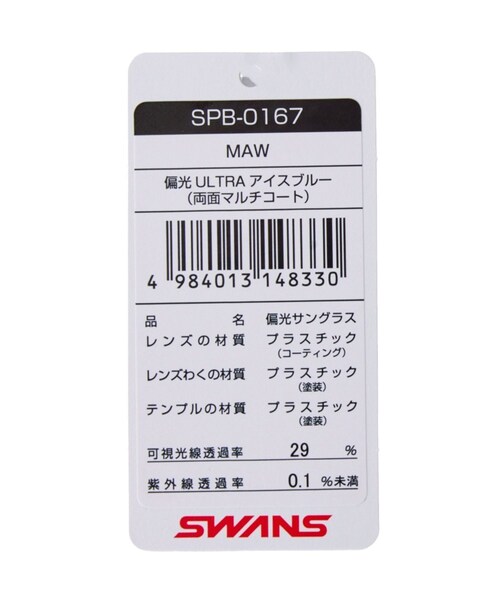 SPB-0167
MAW
偏光 ULTRA アイスブルー
（両面マルチコート）
4 984013 148330
品 名 偏光サングラス
レンズの材質 プラスチック
（コーティング）
レンズわくの材質 プラスチック
（塗装）
テンプルの材質 プラスチック
（塗装）
可視光線透過率 29 %
紫外線透過率 0.1 %未満
SWANS